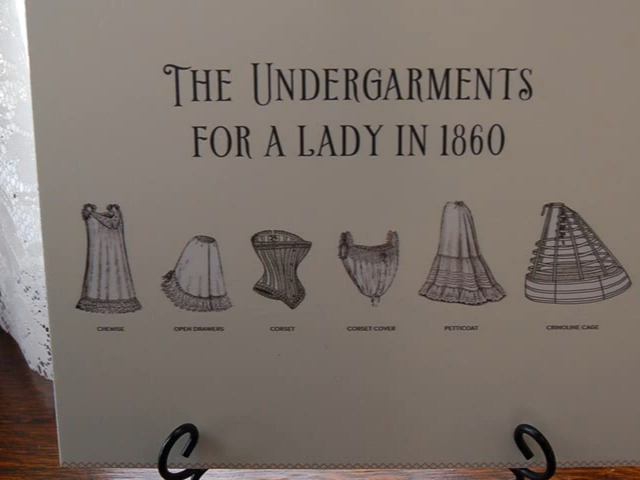 THE UNDERGARMENTS
FOR A LADY IN 1860
CHEMISE
OPEN DRAWERS
CORSET
CORSET COVER
PETTICOAT
CRINOLINE CAGE